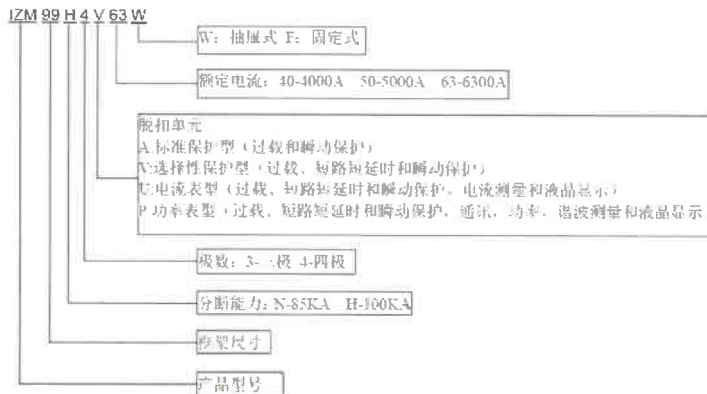 IZM 99 H 4 V 63 W
W: 抽屉式 F: 固定式
额定电流: 40-4000A 50-5000A 63-6300A
脱扣单元
A:标准保护型（过载和瞬动保护）
V:选择性保护型（过载、短路短延时和瞬动保护）
U:电流表型（过载、短路短延时和瞬动保护，电流测量和液晶显示）
P:功率表型（过载、短路短延时和瞬动保护，通讯，功率、谐波测量和液晶显示
极数: 3-三极 4-四极
分断能力: N-85KA H-100KA
框架尺寸
产品型号